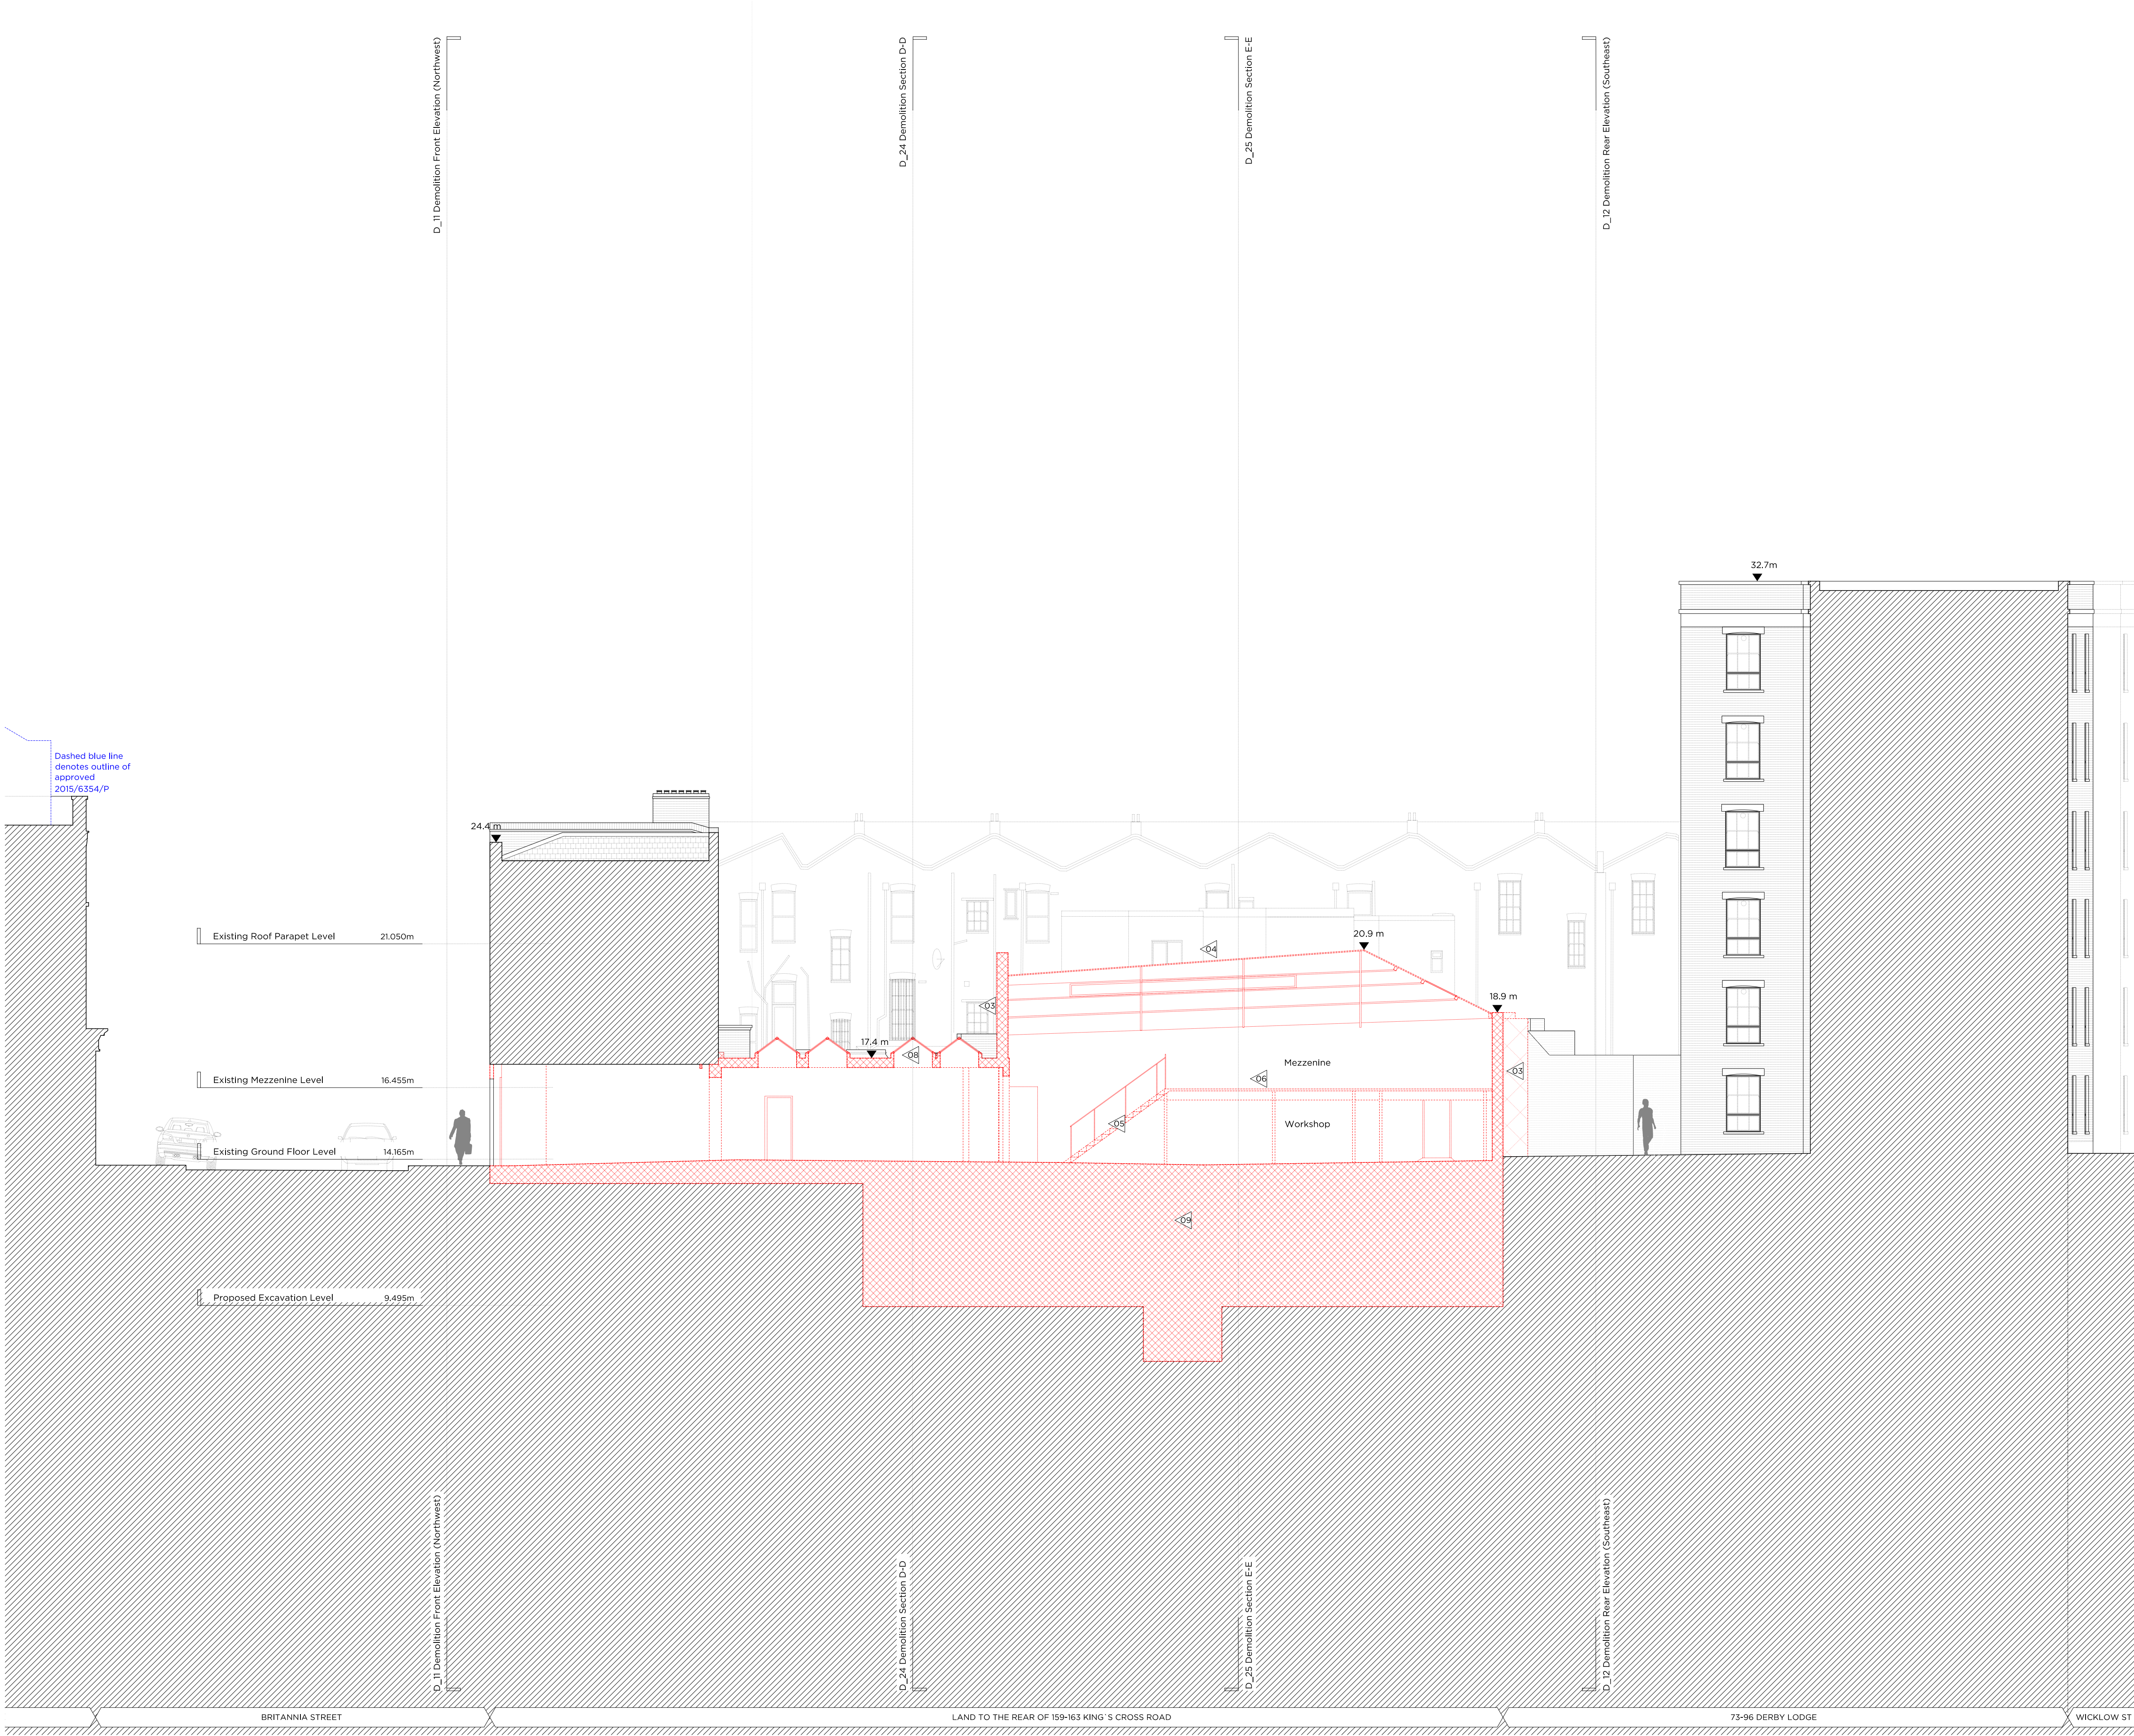 D_11 Demolition Front Elevation (Northwest)
D_24 Demolition Section D-D
D_25 Demolition Section E-E
D_12 Demolition Rear Elevation (Southeast)
32.7m
Dashed blue line
denotes outline of
approved
2015/6354/P
24.4 m
Existing Roof Parapet Level 21.050m
20.9 m
04
18.9 m
03
17.4 m
08
Mezzenine
03
Existing Mezzenine Level 16.455m
06
05
Workshop
Existing Ground Floor Level 14.165m
09
Proposed Excavation Level 9.495m
D_11 Demolition Front Elevation (Northwest)
D_24 Demolition Section D-D
D_25 Demolition Section E-E
D_12 Demolition Rear Elevation (Southeast)
BRITANNIA STREET
LAND TO THE REAR OF 159-163 KING´S CROSS ROAD
73-96 DERBY LODGE
WICKLOW ST